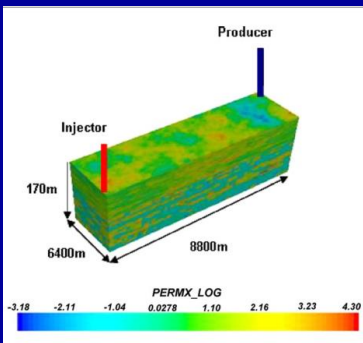 Producer
Injector
170m
6400m
8800m
PERMX_LOG
-3.18 -2.11 -1.04 0.0278 1.10 2.16 3.23 4.30